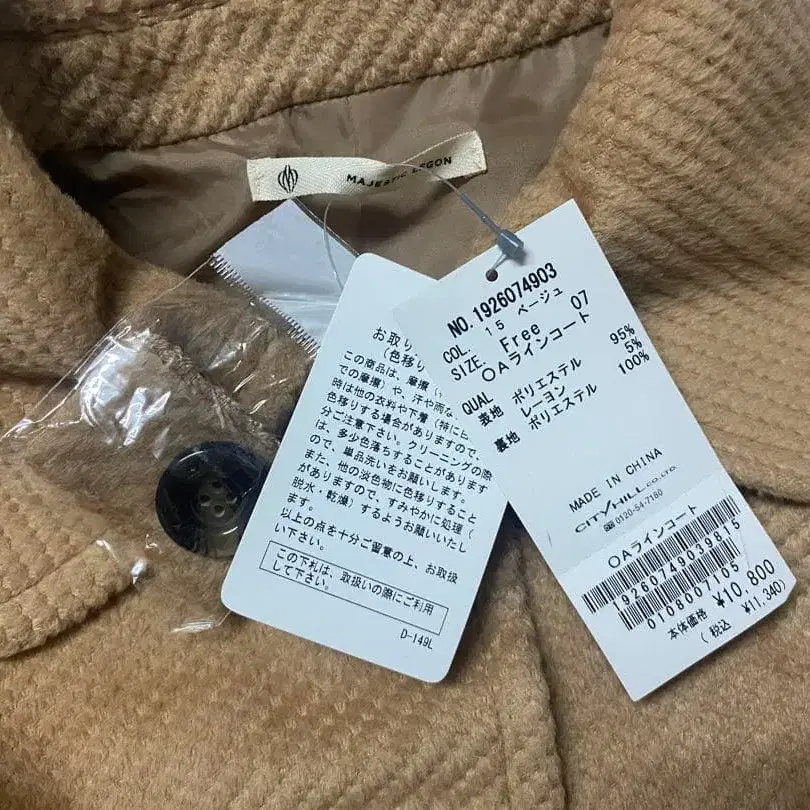 MAJESTIC LEGON
お取り
(色移り
この商品は、摩擦
での摩擦)や、汗や雨な
時は他の衣料や下着(特に
色移りする場合がありますので、
分ご注意下さい。クリーニングの際
は、多少色落ちすることがあります
ので、単品洗いをお願いします。
また、他の淡色物に色移りすること
がありますので、すみやかに処理(
脱水・乾燥)するようお願いいたし
ます。
以上の点を十分ご留意の上、お取扱
い下さい。
この下札は、取扱いの際にご利用
して下さい。
D-149L
NO. 1926074903
COL. 15 ベージュ
SIZE. Free 07
○Aラインコート
QUAL
表地 ポリエステル 95%
レーヨン 5%
裏地 ポリエステル 100%
MADE IN CHINA
CITY HILL CO.,LTD.
0120-54-7180
○Aラインコート
19260749039815
0108007105
本体価格 ¥10,800
(税込 ¥11,340)